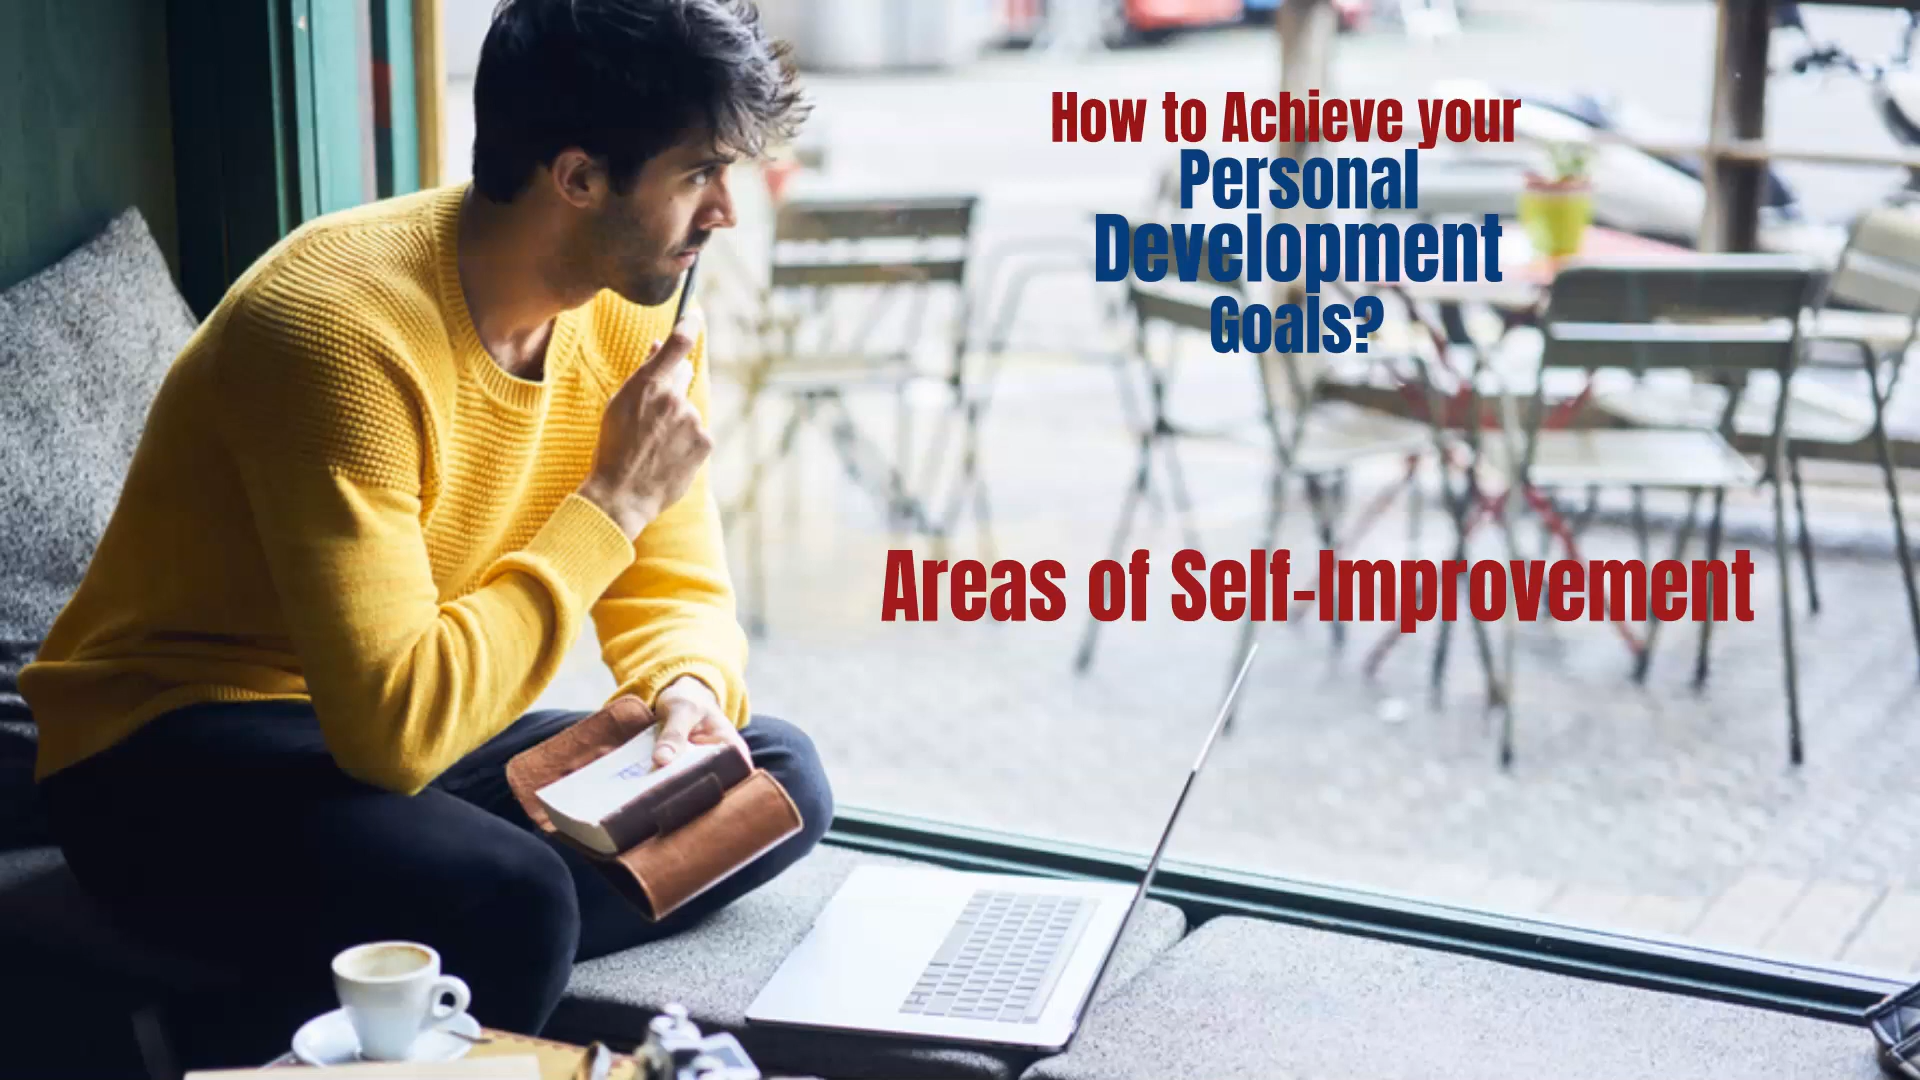 How to Achieve your
Personal
Development
Goals?
Areas of Self-Improvement